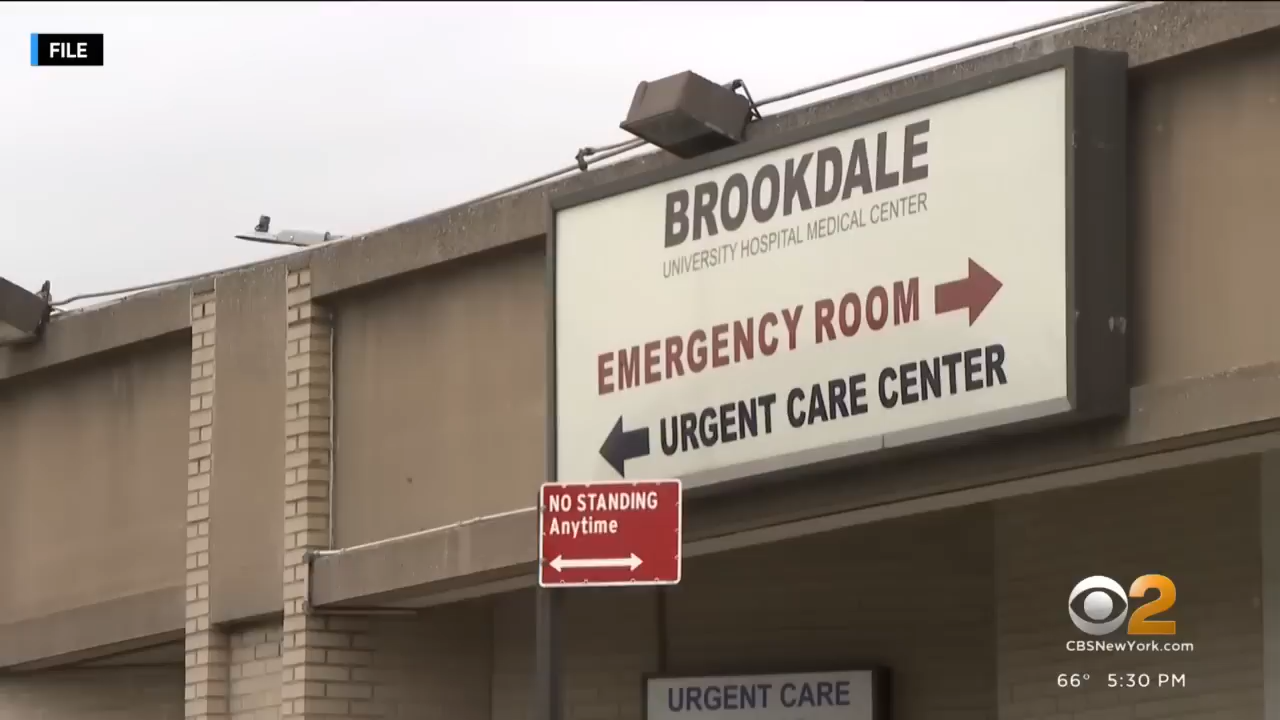 FILE
BROOKDALE
UNIVERSITY HOSPITAL MEDICAL CENTER
EMERGENCY ROOM
URGENT CARE CENTER
NO STANDING
Anytime
URGENT CARE
2
CBSNewYork.com
66° 5:30 PM